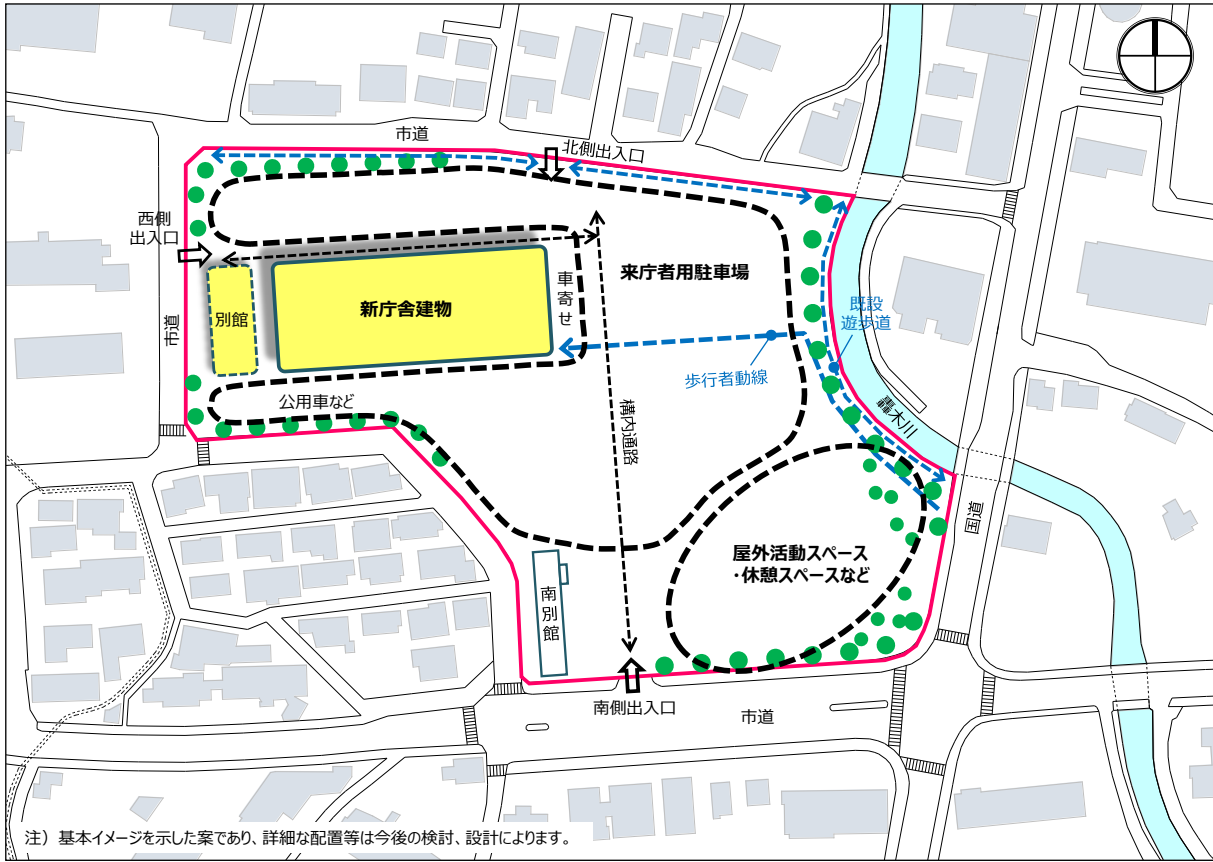 市道
北側出入口
西側
出入口
来庁者用駐車場
車寄せ
新庁舎建物
別館
市道
既設
遊歩道
歩行者動線
公用車など
構内通路
轟木川
国道
屋外活動スペース
・休憩スペースなど
南別館
南側出入口
市道
注）基本イメージを示した案であり、詳細な配置等は今後の検討、設計によります。